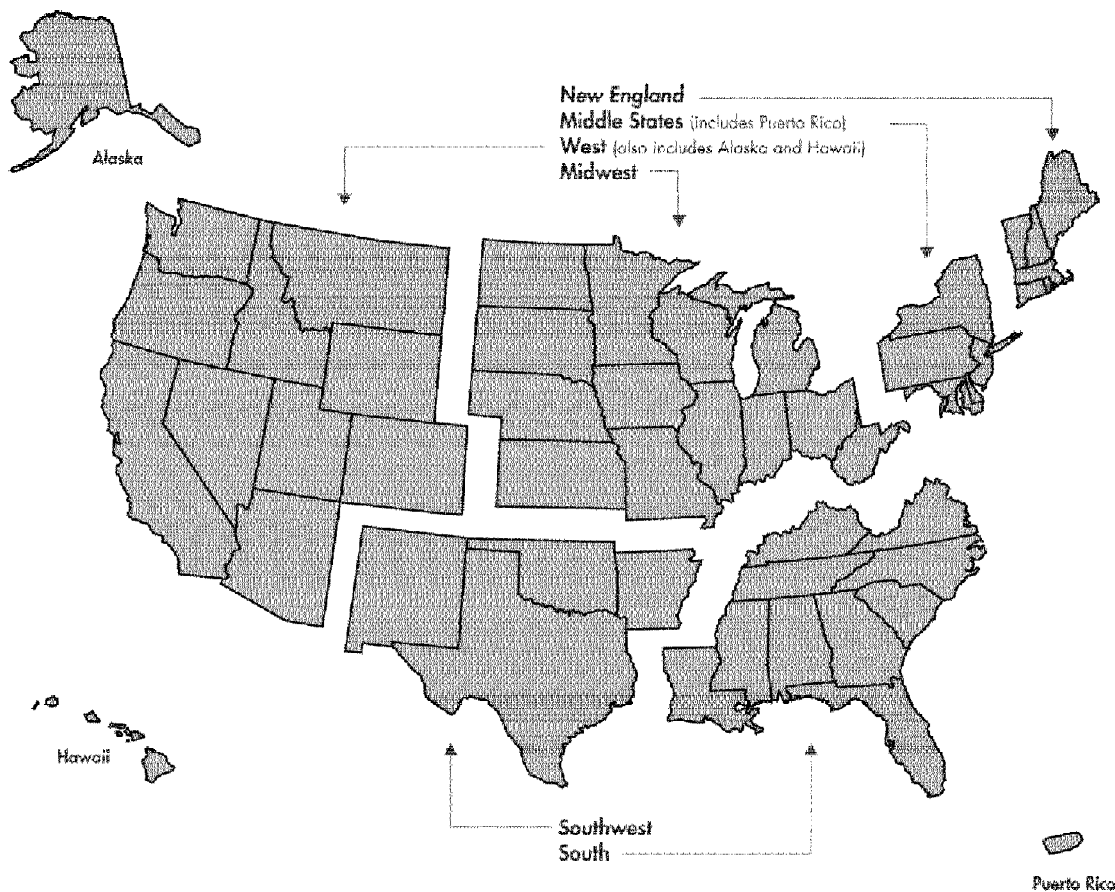 Alaska
New England
Middle States (includes Puerto Rico)
West (also includes Alaska and Hawaii)
Midwest
Hawaii
Southwest
South
Puerto Rico